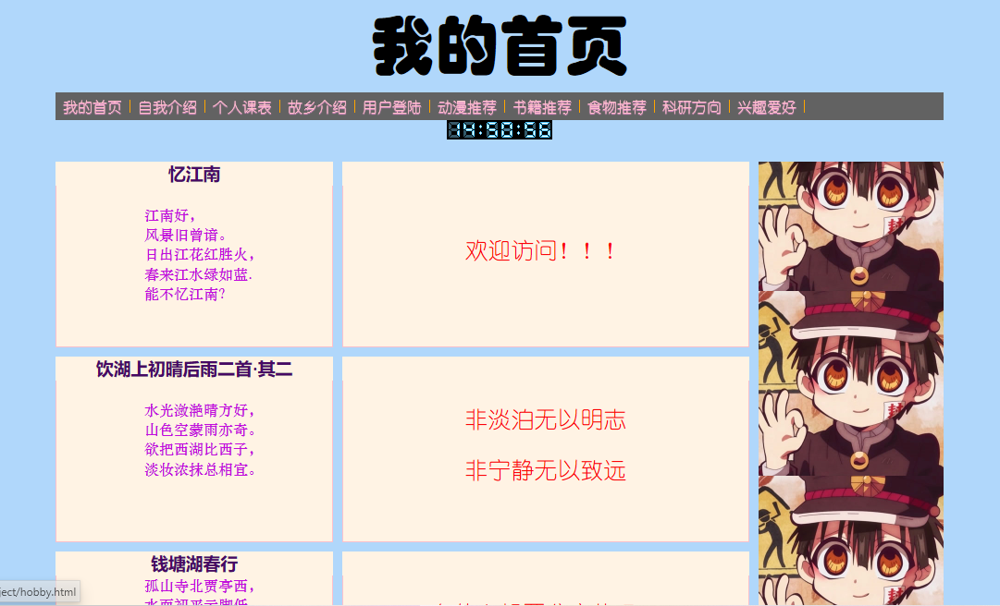 我的首页
我的首页 自我介绍 个人课表 故乡介绍 用户登陆 动漫推荐 书籍推荐 食物推荐 科研方向 兴趣爱好
14:50:58
忆江南
江南好，
风景旧曾谙。
日出江花红胜火，
春来江水绿如蓝.
能不忆江南?
欢迎访问！！！
饮湖上初晴后雨二首·其二
水光潋滟晴方好，
山色空蒙雨亦奇。
欲把西湖比西子，
淡妆浓抹总相宜。
非淡泊无以明志
非宁静无以致远
钱塘湖春行
孤山寺北贾亭西，
封
封
封
ject/hobby.html